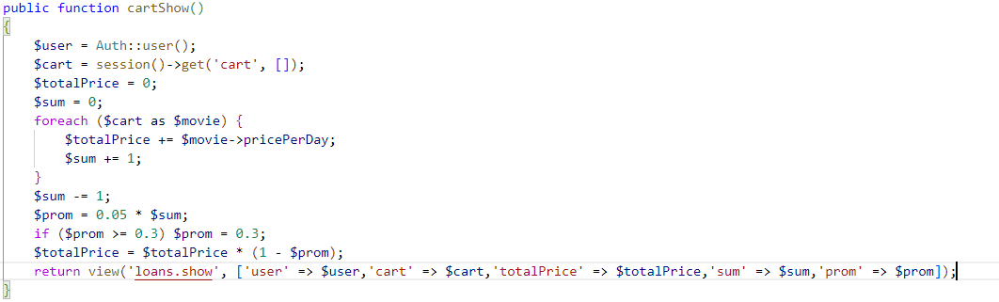 public function cartShow()
{
    $user = Auth::user();
    $cart = session()->get('cart', []);
    $totalPrice = 0;
    $sum = 0;
    foreach ($cart as $movie) {
        $totalPrice += $movie->pricePerDay;
        $sum += 1;
    }
    $sum -= 1;
    $prom = 0.05 * $sum;
    if ($prom >= 0.3) $prom = 0.3;
    $totalPrice = $totalPrice * (1 - $prom);
    return view('loans.show', ['user' => $user,'cart' => $cart,'totalPrice' => $totalPrice,'sum' => $sum,'prom' => $prom]);
}